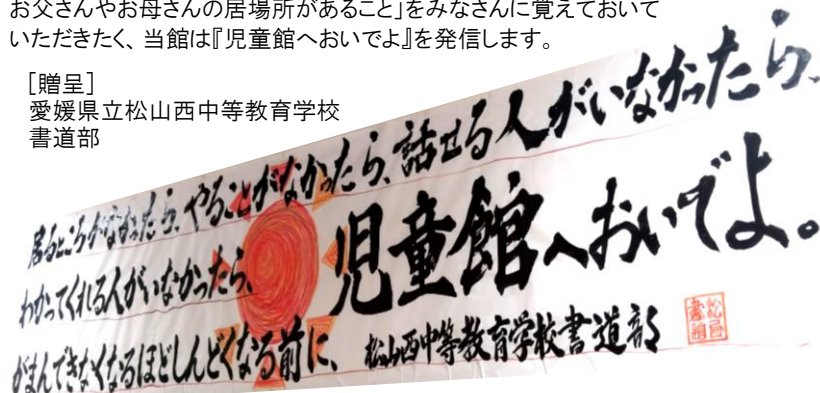 お父さんやお母さんの居場所があること」をみなさんに覚えておいて
いただきたく、当館は『児童館へおいでよ』を発信します。
[贈呈]
愛媛県立松山西中等教育学校
書道部
居るところがなかったら、やることがなかったら、話せる人がいなかったら、
わかってくれる人がいなかったら、
がまんできなくなるほどしんどくなる前に、
児童館へおいでよ。
松山西中等教育学校書道部